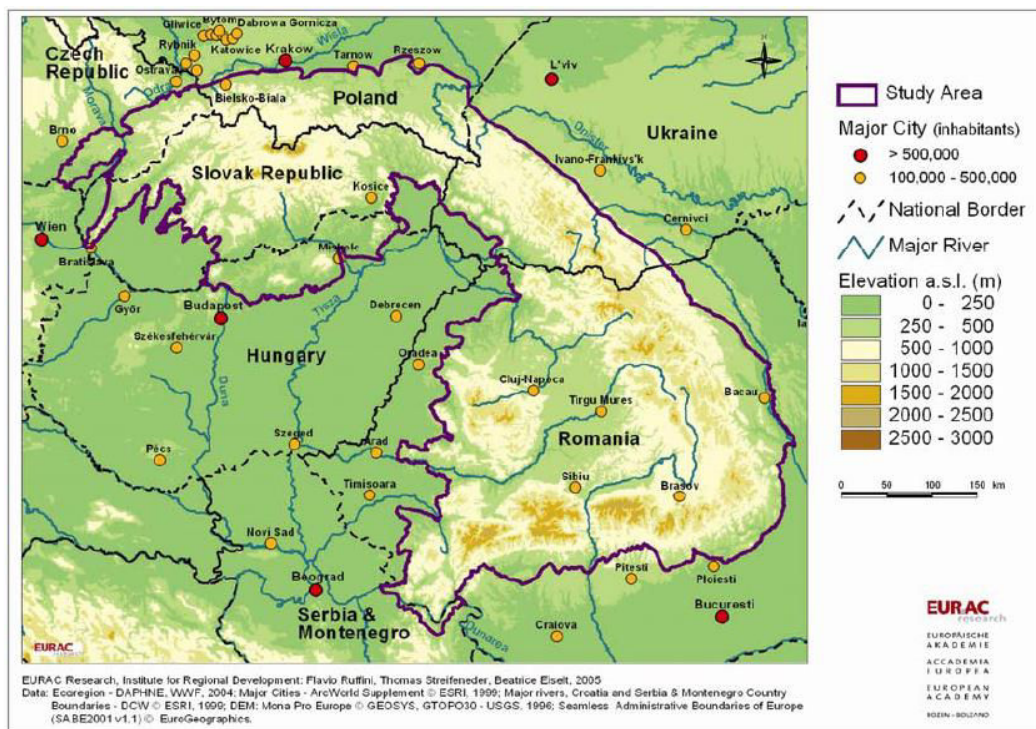 Gliwice
Bytom
Dabrowa Gornicza
Czech
Republic
Rybnik
Katowice
Krakow
Wisla
Tarnow
Rzeszow
Ostrava
Odra
Bielsko-Biala
Poland
L'viv
Morava
Brno
Ukraine
Dnister
Ivano-Frankivs'k
Slovak Republic
Kosice
Cernivci
Wien
Bratislava
Miskolc
Györ
Budapost
Tisza
Debrecen
Székesfehérvár
Hungary
Oradea
Duna
Cluj-Napoca
Tirgu Mures
Bacau
Ia
Romania
Szeged
Arad
Pécs
Timisoara
Sibiu
Brasov
Novi Sad
Beograd
Pitesti
Ploiesti
Serbia &
Montenegro
Bucuresti
Dunarea
Craiova
EURAC
research
N
Study Area
Major City (inhabitants)
> 500,000
100,000 - 500,000
National Border
Major River
Elevation a.s.l. (m)
0 - 250
250 - 500
500 - 1000
1000 - 1500
1500 - 2000
2000 - 2500
2500 - 3000
0 50 100 150 km
EURAC
research
EUROPÄISCHE
AKADEMIE
ACCADEMIA
EUROPEA
EUROPEAN
ACADEMY
BOZEN - BOLZANO
EURAC Research, Institute for Regional Development: Flavio Ruffini, Thomas Streifeneder, Beatrice Eiselt, 2005
Data: Ecoregion - DAPHNE, WWF, 2004; Major Cities - ArcWorld Supplement © ESRI, 1999; Major rivers, Croatia and Serbia & Montenegro Country
Boundaries - DCW © ESRI, 1999; DEM: Mona Pro Europe © GEOSYS, GTOPO30 - USGS, 1996; Seamless Administrative Boundaries of Europe
(SABE2001 v1.1) © EuroGeographics.